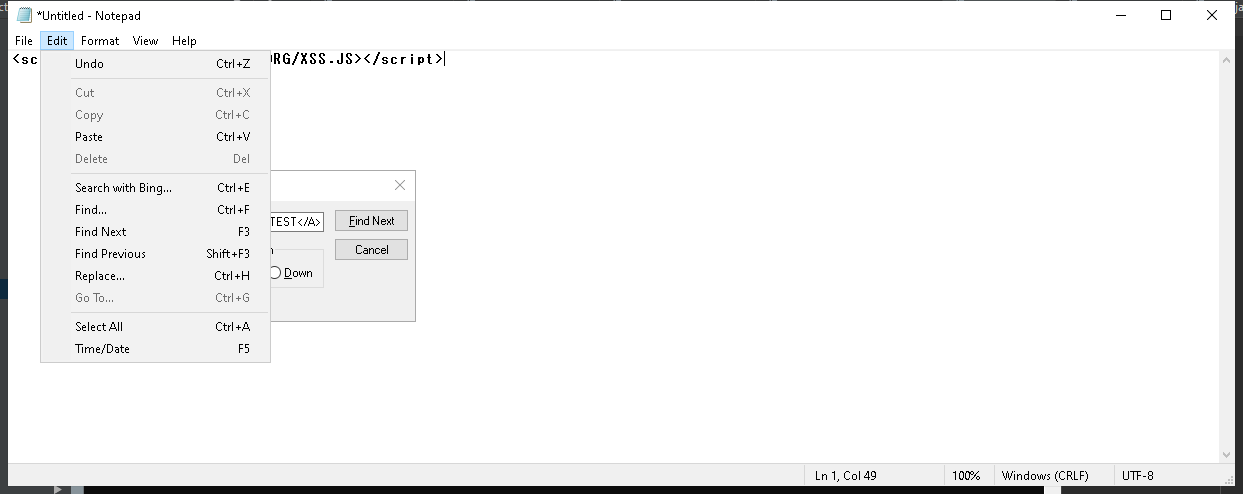 *Untitled - Notepad
File Edit Format View Help
<sc ORG/XSS.JS></script>
Undo Ctrl+Z
Cut Ctrl+X
Copy Ctrl+C
Paste Ctrl+V
Delete Del
Search with Bing... Ctrl+E
Find... Ctrl+F
Find Next F3
Find Previous Shift+F3
Replace... Ctrl+H
Go To... Ctrl+G
Select All Ctrl+A
Time/Date F5
TEST</A> Find Next
Cancel
Down
Ln 1, Col 49 100% Windows (CRLF) UTF-8